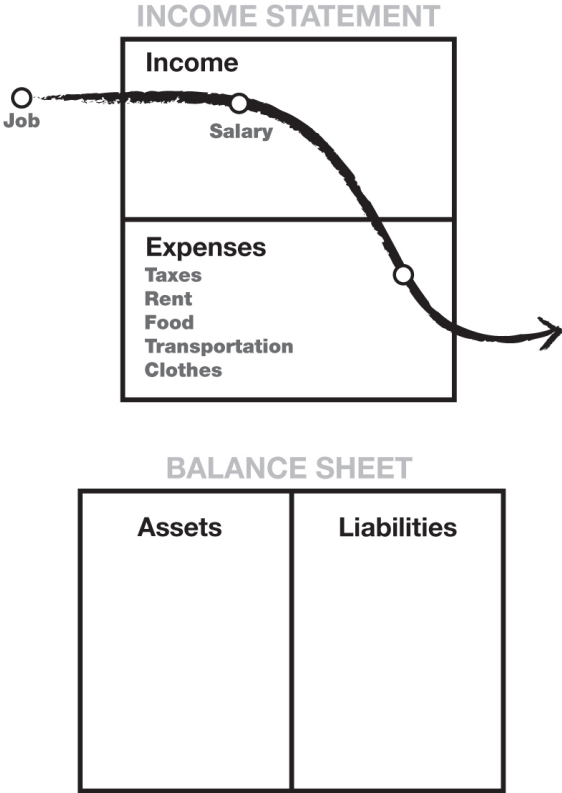 INCOME STATEMENT
Income
Job
Salary
Expenses
Taxes
Rent
Food
Transportation
Clothes
BALANCE SHEET
Assets
Liabilities